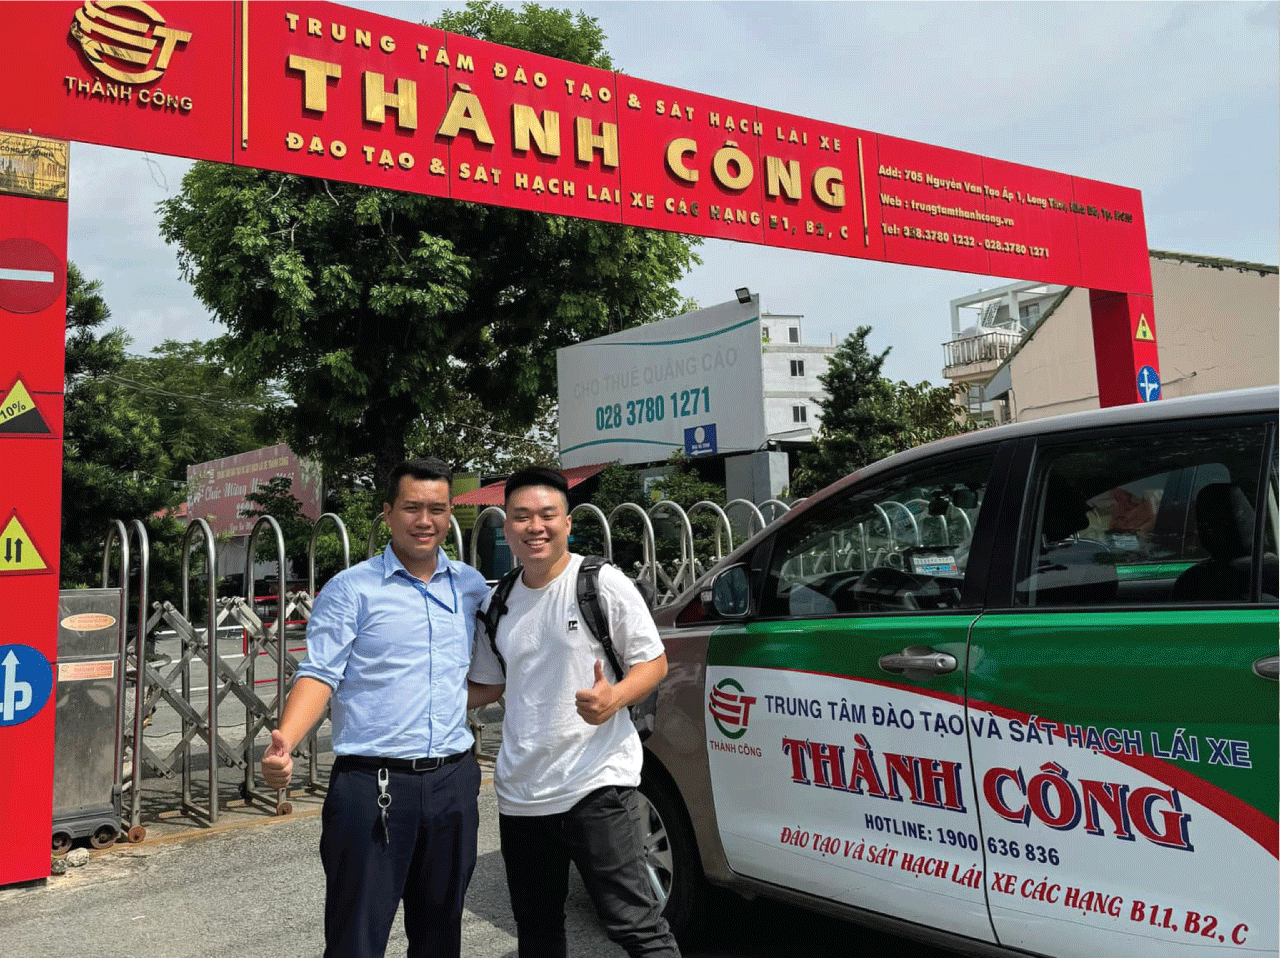 THÀNH CÔNG
TRUNG TÂM ĐÀO TẠO & SÁT HẠCH LÁI XE
THÀNH CÔNG
ĐÀO TẠO & SÁT HẠCH LÁI XE CÁC HẠNG B1, B2, C
Add: 705 Nguyễn Văn Tạo Ấp 1, Long Thới, Nhà Bè, Tp. HCM
Web : trungtamthanhcong.vn
Tel: 028.3780 1232 - 028.3780 1271
10%
CHO THUÊ QUẢNG CÁO
028 3780 1271
Chúc Mừng Năm
THÀNH CÔNG
TRUNG TÂM ĐÀO TẠO VÀ SÁT HẠCH LÁI XE
THÀNH CÔNG
HOTLINE: 1900 636 836
ĐÀO TẠO VÀ SÁT HẠCH LÁI XE CÁC HẠNG B1.1, B2, C